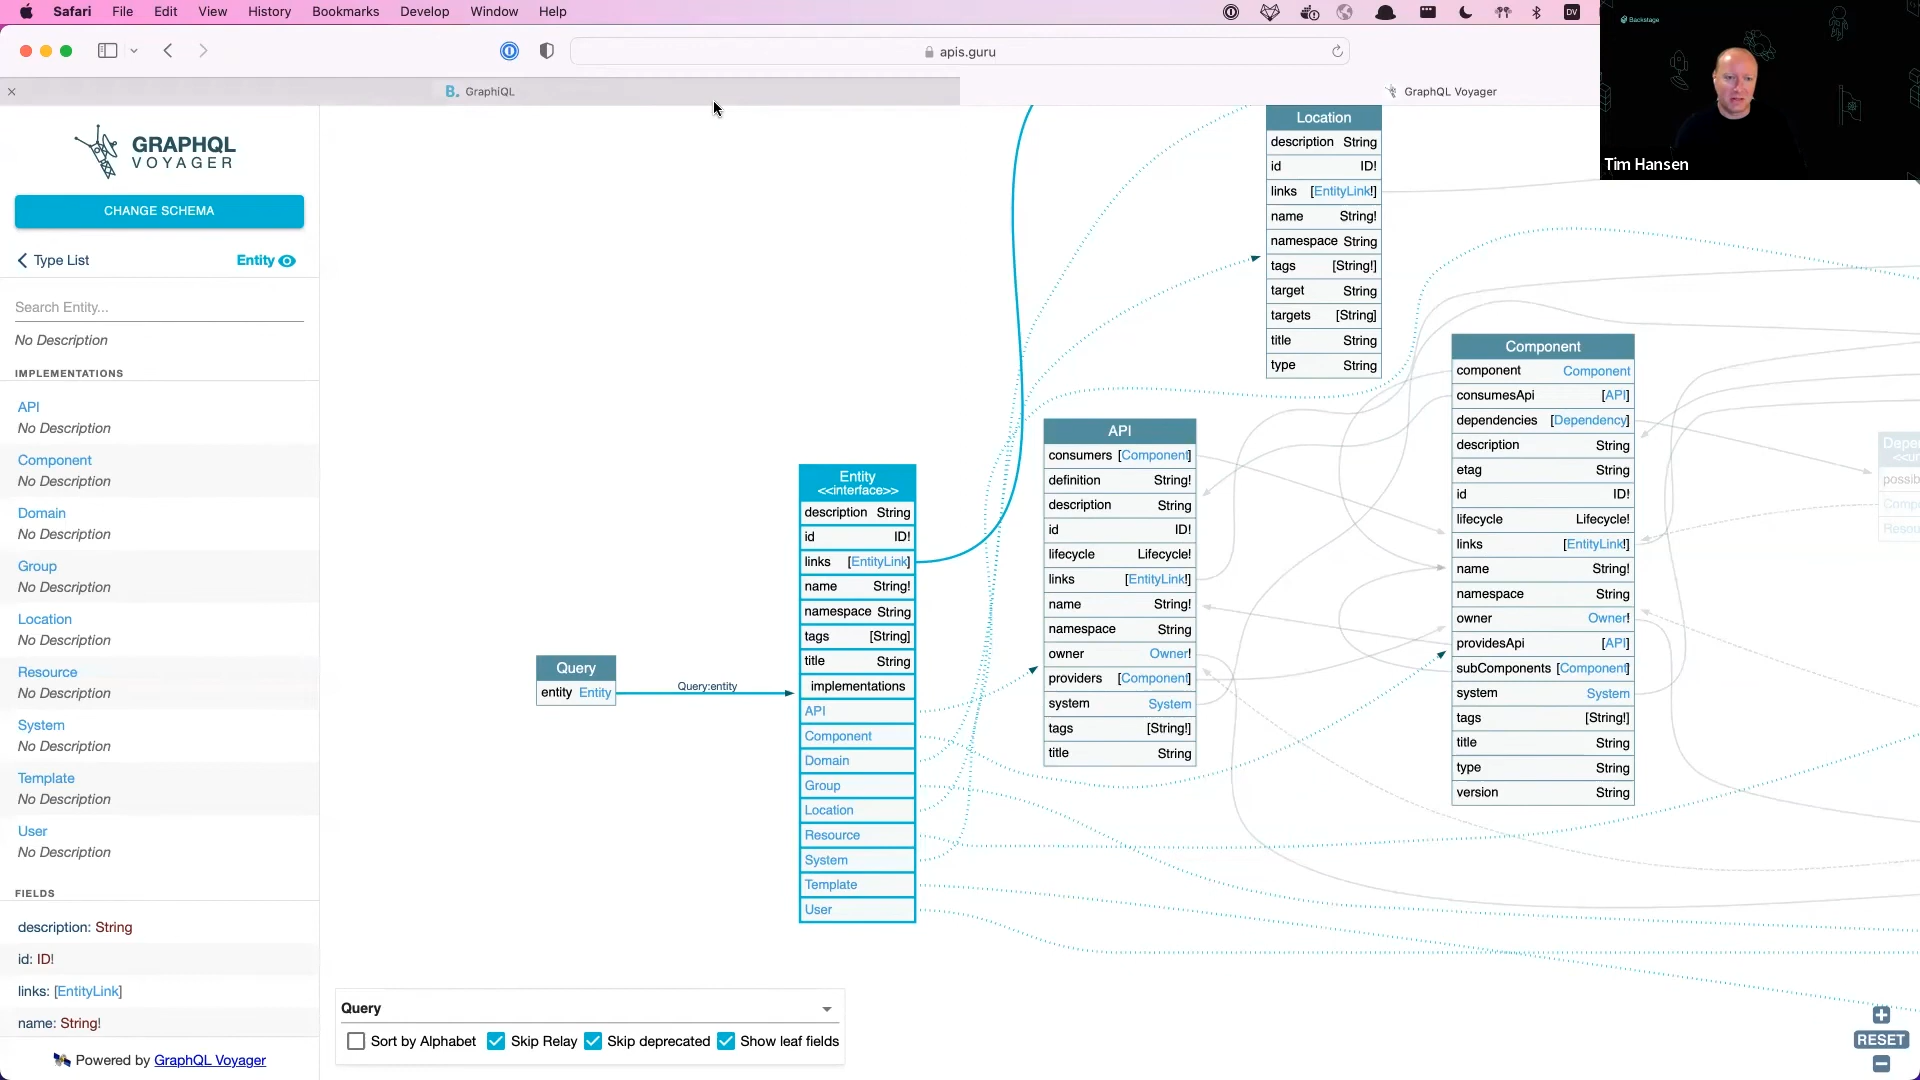 Safari File Edit View History Bookmarks Develop Window Help
DV
apis.guru
B. GraphiQL
GraphQL Voyager
Backstage
Tim Hansen
GRAPHQL
VOYAGER
CHANGE SCHEMA
Type List
Entity
Search Entity...
No Description
IMPLEMENTATIONS
API
No Description
Component
No Description
Domain
No Description
Group
No Description
Location
No Description
Resource
No Description
System
No Description
Template
No Description
User
No Description
FIELDS
description: String
id: ID!
links: [EntityLink]
name: String!
Powered by GraphQL Voyager
Query
entity Entity
Query:entity
Entity
<<interface>>
description String
id ID!
links [EntityLink]
name String!
namespace String
tags [String]
title String
implementations
API
Component
Domain
Group
Location
Resource
System
Template
User
API
consumers [Component]
definition String!
description String
id ID!
lifecycle Lifecycle!
links [EntityLink!]
name String!
namespace String
owner Owner!
providers [Component]
system System
tags [String!]
title String
Location
description String
id ID!
links [EntityLink!]
name String!
namespace String
tags [String!]
target String
targets [String]
title String
type String
Component
component Component
consumesApi [API]
dependencies [Dependency]
description String
etag String
id ID!
lifecycle Lifecycle!
links [EntityLink!]
name String!
namespace String
owner Owner!
providesApi [API]
subComponents [Component]
system System
tags [String!]
title String
type String
version String
Depe
<<un
possib
Compo
Resou
Query
Sort by Alphabet Skip Relay Skip deprecated Show leaf fields
RESET